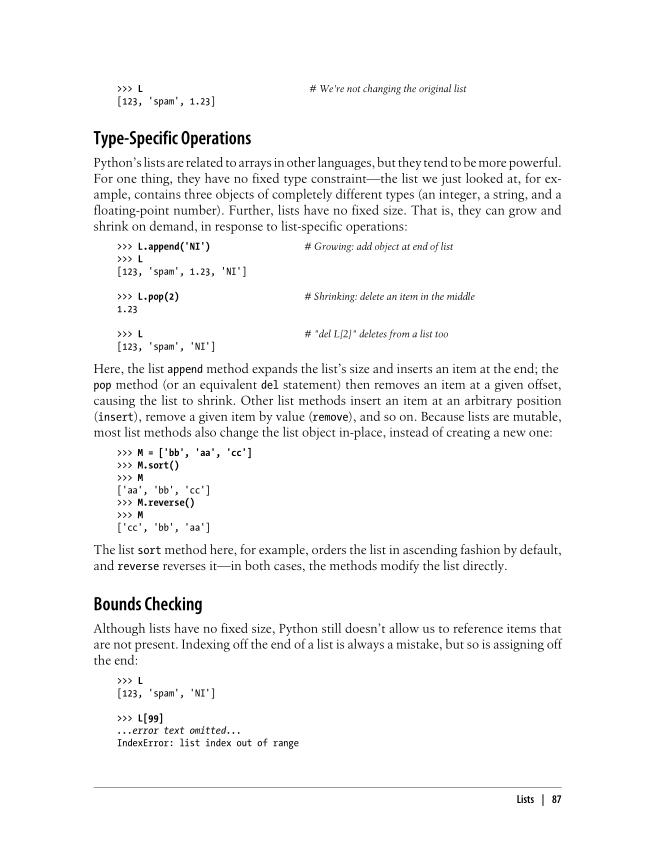 >>> L # We're not changing the original list
[123, 'spam', 1.23]
Type-Specific Operations
Python's lists are related to arrays in other languages, but they tend to be more powerful.
For one thing, they have no fixed type constraint—the list we just looked at, for ex-
ample, contains three objects of completely different types (an integer, a string, and a
floating-point number). Further, lists have no fixed size. That is, they can grow and
shrink on demand, in response to list-specific operations:
>>> L.append('NI') # Growing: add object at end of list
>>> L
[123, 'spam', 1.23, 'NI']
>>> L.pop(2) # Shrinking: delete an item in the middle
1.23
>>> L # "del L[2]" deletes from a list too
[123, 'spam', 'NI']
Here, the list append method expands the list's size and inserts an item at the end; the
pop method (or an equivalent del statement) then removes an item at a given offset,
causing the list to shrink. Other list methods insert an item at an arbitrary position
(insert), remove a given item by value (remove), and so on. Because lists are mutable,
most list methods also change the list object in-place, instead of creating a new one:
>>> M = ['bb', 'aa', 'cc']
>>> M.sort()
>>> M
['aa', 'bb', 'cc']
>>> M.reverse()
>>> M
['cc', 'bb', 'aa']
The list sort method here, for example, orders the list in ascending fashion by default,
and reverse reverses it—in both cases, the methods modify the list directly.
Bounds Checking
Although lists have no fixed size, Python still doesn't allow us to reference items that
are not present. Indexing off the end of a list is always a mistake, but so is assigning off
the end:
>>> L
[123, 'spam', 'NI']
>>> L[99]
...error text omitted...
IndexError: list index out of range
Lists | 87